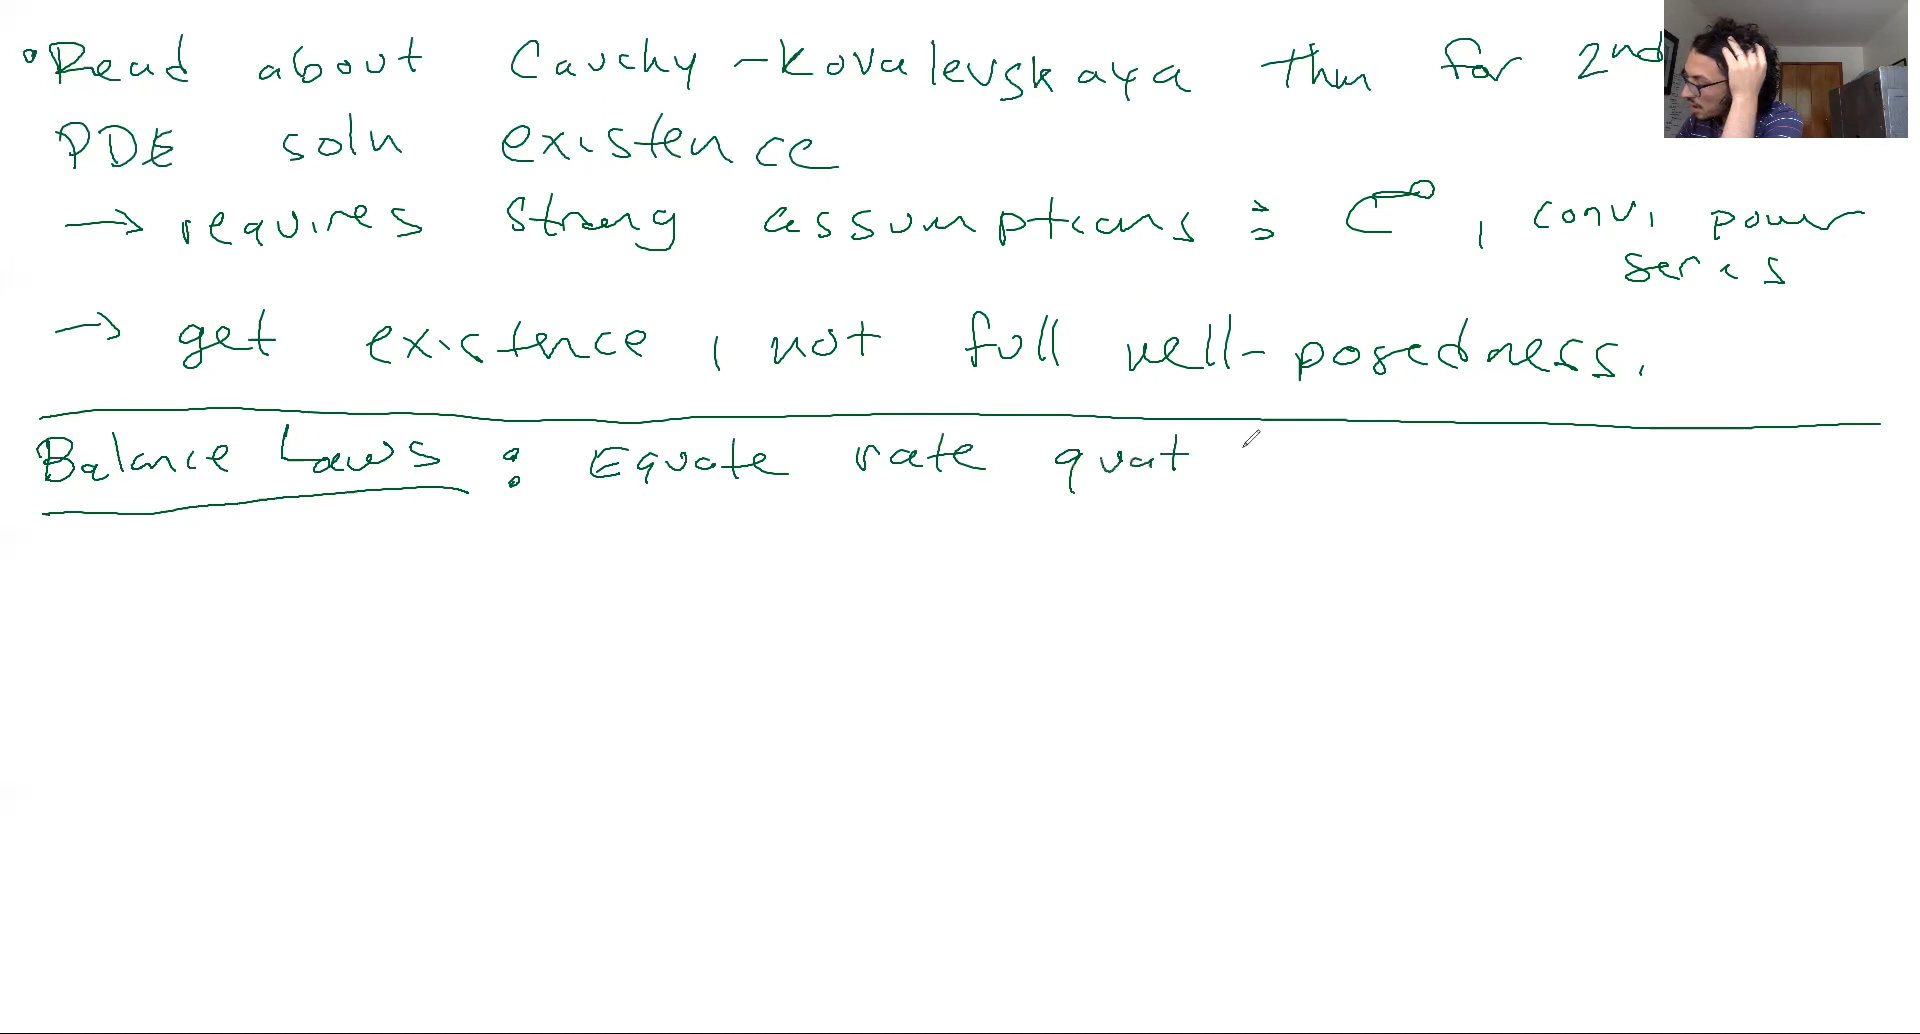 • Read about Cauchy-Kovalevskaya thm for 2nd
PDE soln existence
→ requires strong assumptions : C^∞, conv. power
series
→ get existence, not full well-posedness.
Balance Laws : Equate rate quat